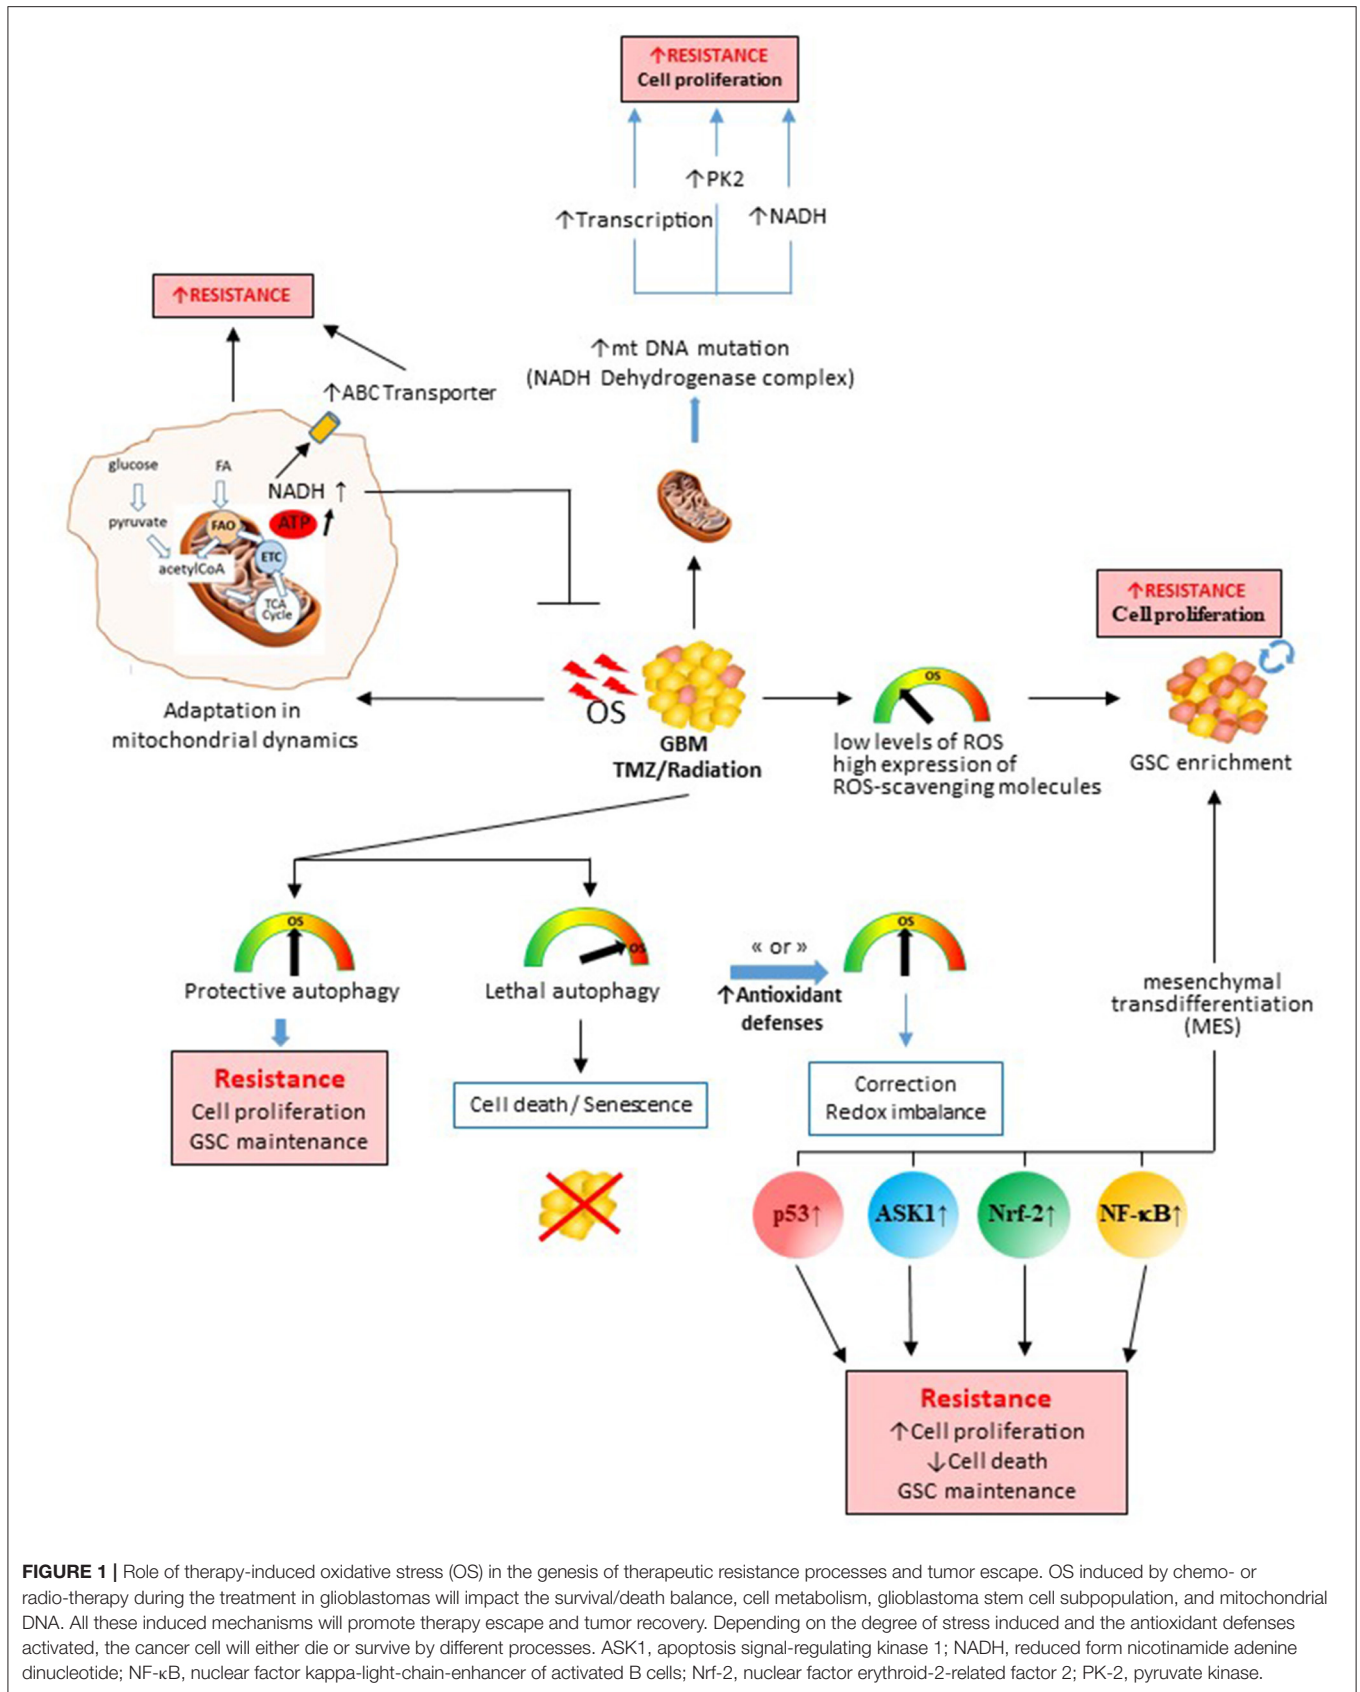 ↑RESISTANCE
Cell proliferation
↑PK2
↑Transcription
↑NADH
↑RESISTANCE
↑mt DNA mutation
(NADH Dehydrogenase complex)
↑ABC Transporter
glucose
FA
NADH ↑
pyruvate
FAO
ATP
ETC
acetylCoA
TCA
Cycle
Adaptation in
mitochondrial dynamics
OS
GBM
TMZ/Radiation
OS
low levels of ROS
high expression of
ROS-scavenging molecules
↑RESISTANCE
Cell proliferation
GSC enrichment
OS
Protective autophagy
Resistance
Cell proliferation
GSC maintenance
OS
Lethal autophagy
Cell death / Senescence
« or »
↑Antioxidant
defenses
OS
Correction
Redox imbalance
mesenchymal
transdifferentiation
(MES)
p53↑
ASK1↑
Nrf-2↑
NF-κB↑
Resistance
↑Cell proliferation
↓Cell death
GSC maintenance
FIGURE 1 | Role of therapy-induced oxidative stress (OS) in the genesis of therapeutic resistance processes and tumor escape. OS induced by chemo- or
radio-therapy during the treatment in glioblastomas will impact the survival/death balance, cell metabolism, glioblastoma stem cell subpopulation, and mitochondrial
DNA. All these induced mechanisms will promote therapy escape and tumor recovery. Depending on the degree of stress induced and the antioxidant defenses
activated, the cancer cell will either die or survive by different processes. ASK1, apoptosis signal-regulating kinase 1; NADH, reduced form nicotinamide adenine
dinucleotide; NF-κB, nuclear factor kappa-light-chain-enhancer of activated B cells; Nrf-2, nuclear factor erythroid-2-related factor 2; PK-2, pyruvate kinase.